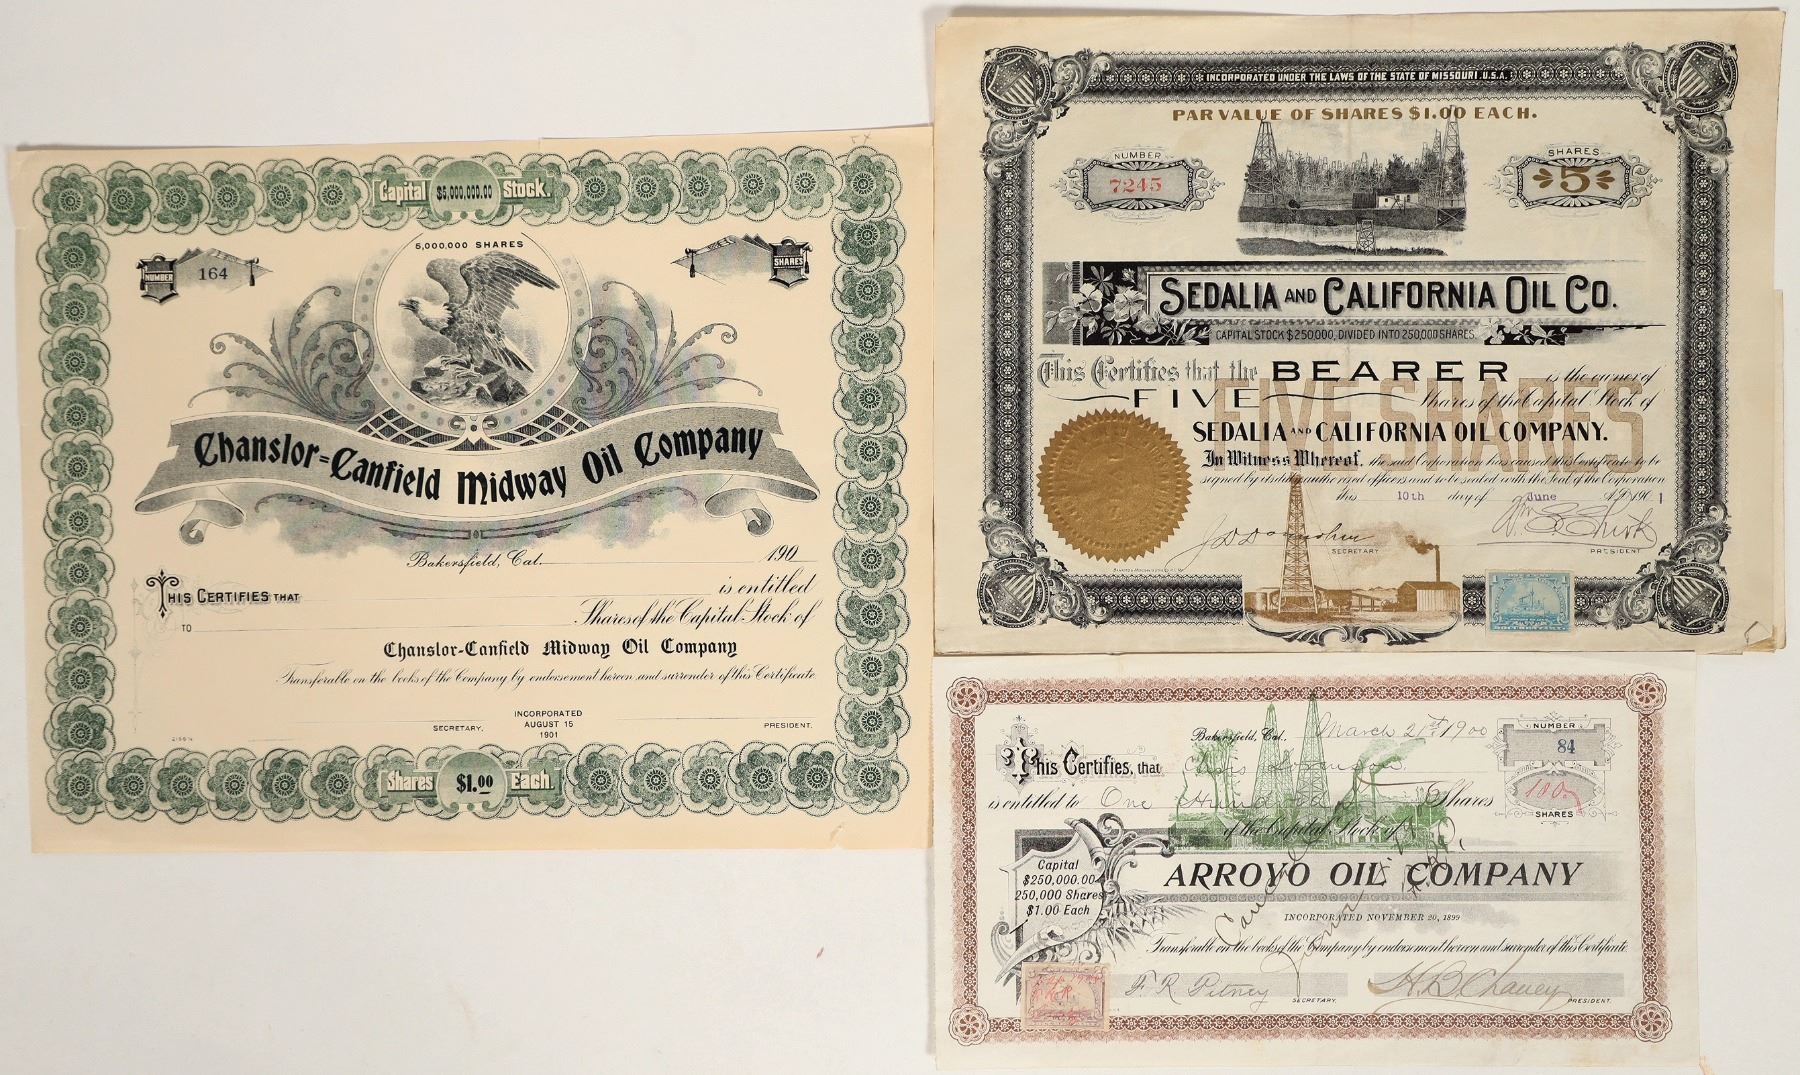 5X
Capital $5,000,000.00 Stock.
5,000,000 SHARES
NUMBER 164
SHARES
Chanslor=Canfield Midway Oil Company
Bakersfield, Cal. 190
THIS CERTIFIES THAT
is entitled
TO
Shares of the Capital Stock of
Chanslor-Canfield Midway Oil Company
Transferable on the books of the Company by endorsement hereon and surrender of this Certificate.
INCORPORATED
AUGUST 15
1901
SECRETARY.
PRESIDENT.
Shares $1.00 Each.
INCORPORATED UNDER THE LAWS OF THE STATE OF MISSOURI, U.S.A.
PAR VALUE OF SHARES $1.00 EACH.
NUMBER
7245
SHARES
5
SEDALIA AND CALIFORNIA OIL CO.
CAPITAL STOCK $250,000, DIVIDED INTO 250,000 SHARES
This Certifies that the BEARER is the owner of
FIVE Shares of the Capital Stock of
FIVE SHARES
SEDALIA AND CALIFORNIA OIL COMPANY.
In Witness Whereof, the said Corporation has caused this Certificate to be
signed by its duly authorized officers and to be sealed with the Seal of the Corporation
this 10th day of June A.D. 1901
SECRETARY
PRESIDENT
Bakersfield, Cal. March 21st 1900
NUMBER
84
This Certifies, that
is entitled to One Hundred Shares
100
SHARES
of the Capital Stock of
Capital
$250,000.00
250,000 Shares
$1.00 Each
ARROYO OIL COMPANY
INCORPORATED NOVEMBER 20, 1899
Transferable on the books of the Company by endorsement hereon and surrender of this Certificate.
F. R. Pitney
SECRETARY.
H. B. Chaney
PRESIDENT.